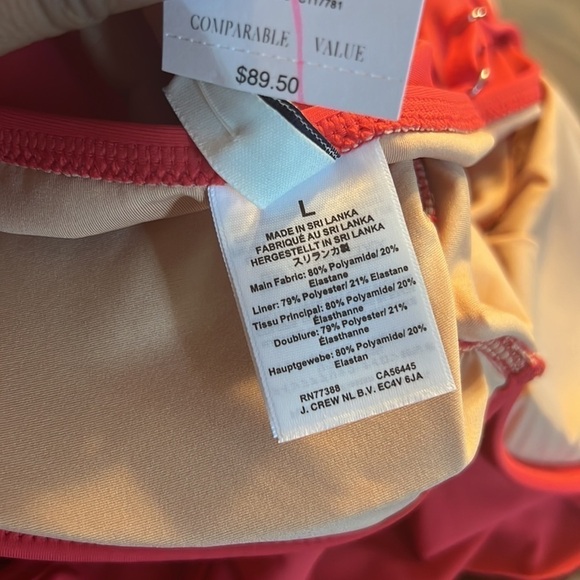 C117781
COMPARABLE VALUE
$89.50
L
MADE IN SRI LANKA
FABRIQUÉ AU SRI LANKA
HERGESTELLT IN SRI LANKA
スリランカ製
Main Fabric: 80% Polyamide/ 20%
Elastane
Liner: 79% Polyester/ 21% Elastane
Tissu Principal: 80% Polyamide/ 20%
Élasthanne
Doublure: 79% Polyester/ 21%
Élasthanne
Hauptgewebe: 80% Polyamide/ 20%
Elastan
RN77388 CA56445
J. CREW NL B.V. EC4V 6JA